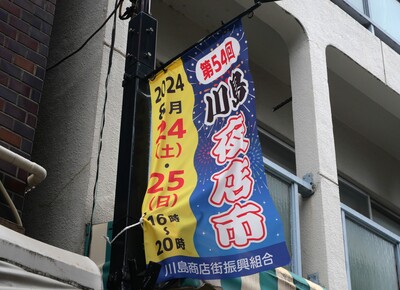 第54回
川島
夜店市
2024
8月
24
(土)・
25
(日)
16時
～
20時
川島商店街振興組合